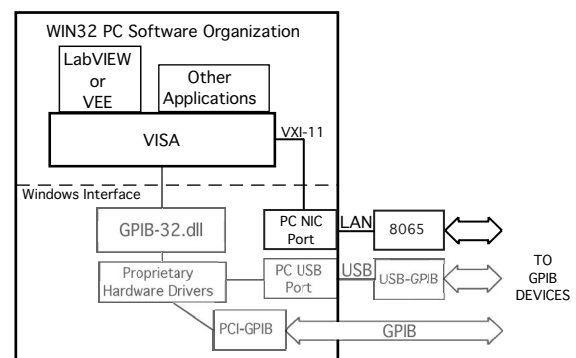 WIN32 PC Software Organization
LabVIEW
or
VEE
Other
Applications
VISA
VXI-11
Windows Interface
GPIB-32.dll
PC NIC
Port
LAN
8065
Proprietary
Hardware Drivers
PC USB
Port
USB
USB-GPIB
TO
GPIB
DEVICES
PCI-GPIB
GPIB